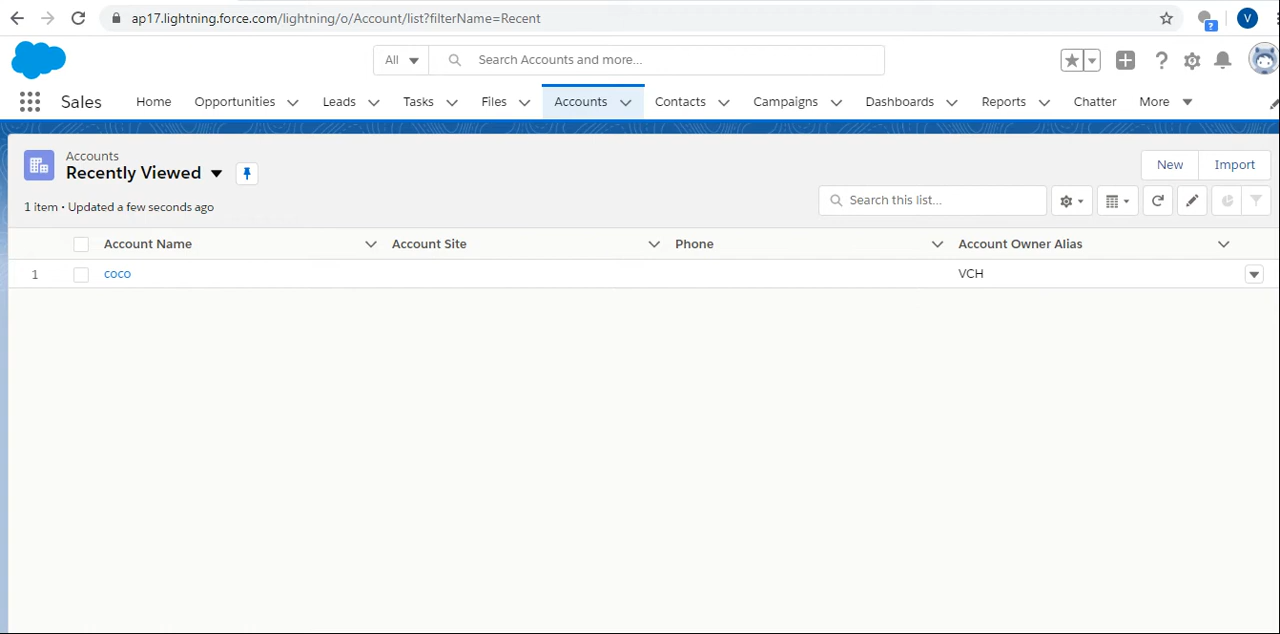 ap17.lightning.force.com/lightning/o/Account/list?filterName=Recent
V
All
Search Accounts and more...
Sales
Home
Opportunities
Leads
Tasks
Files
Accounts
Contacts
Campaigns
Dashboards
Reports
Chatter
More
Accounts
Recently Viewed
New
Import
1 item • Updated a few seconds ago
Search this list...
Account Name
Account Site
Phone
Account Owner Alias
1
coco
VCH